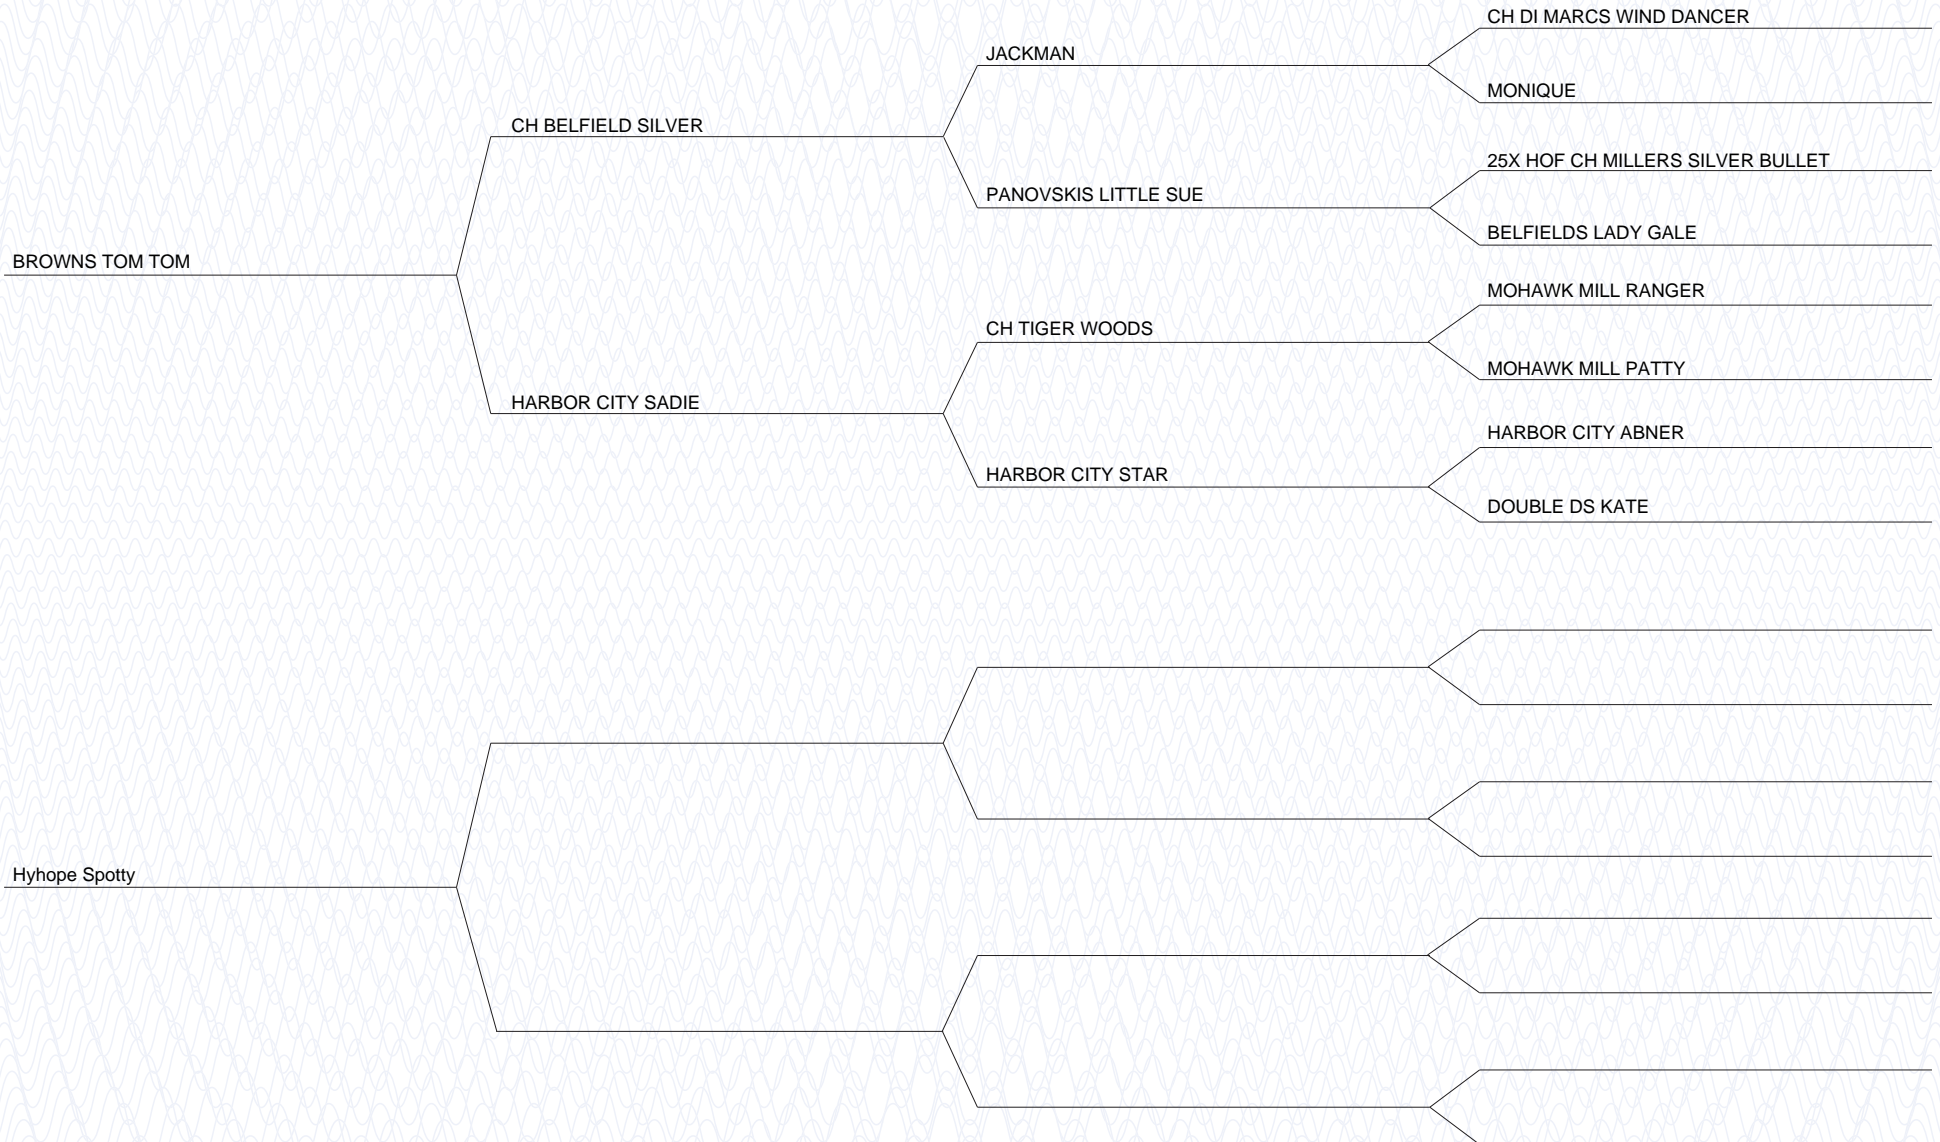 CH DI MARCS WIND DANCER
JACKMAN
MONIQUE
CH BELFIELD SILVER
25X HOF CH MILLERS SILVER BULLET
PANOVSKIS LITTLE SUE
BELFIELDS LADY GALE
BROWNS TOM TOM
MOHAWK MILL RANGER
CH TIGER WOODS
MOHAWK MILL PATTY
HARBOR CITY SADIE
HARBOR CITY ABNER
HARBOR CITY STAR
DOUBLE DS KATE
Hyhope Spotty